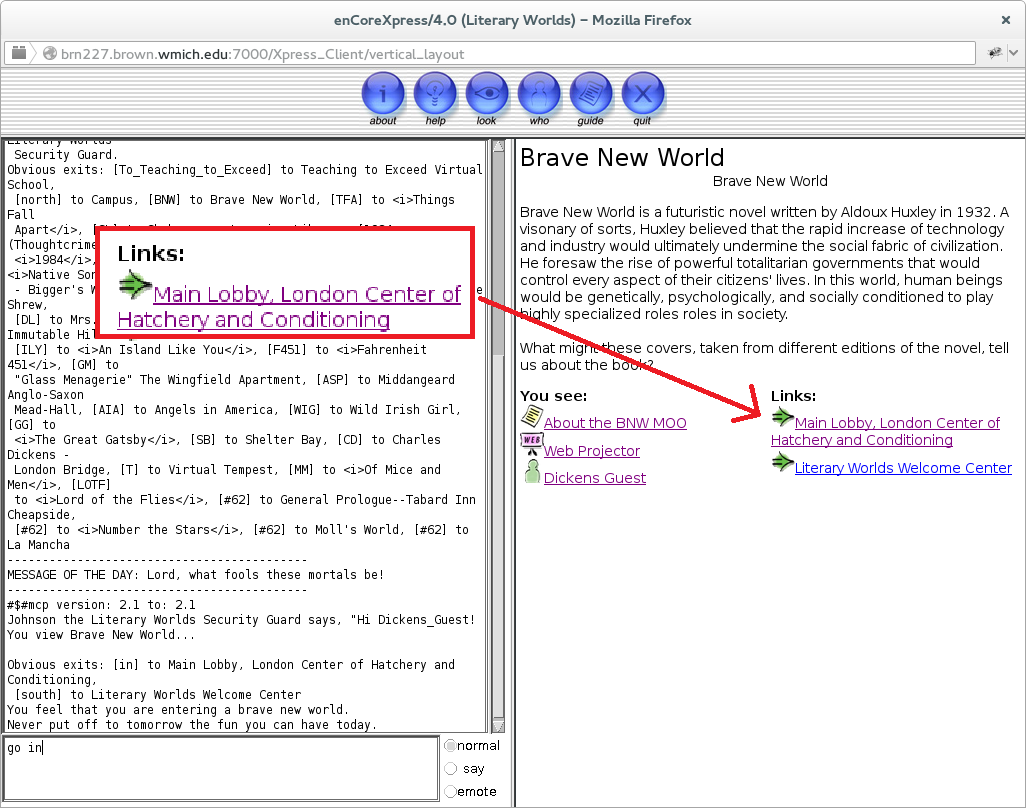 enCoreXpress/4.0 (Literary Worlds) – Mozilla Firefox
brn227.brown.wmich.edu:7000/Xpress_Client/vertical_layout
about help look who guide quit
Security Guard.
Obvious exits: [To_Teaching_to_Exceed] to Teaching to Exceed Virtual
School,
[north] to Campus, [BNW] to Brave New World, [TFA] to <i>Things
Fall
Apart</i>,
(Thoughtcrime
<i>1984</i>,
<i>Native Son
- Bigger's
Shrew,
[DL] to Mrs.
Immutable
[ILY] to <i>An Island Like You</i>, [F451] to <i>Fahrenheit
451</i>, [GM] to
"Glass Menagerie" The Wingfield Apartment, [ASP] to Middangeard
Anglo-Saxon
Mead-Hall, [AIA] to Angels in America, [WIG] to Wild Irish Girl,
[GG] to
<i>The Great Gatsby</i>, [SB] to Shelter Bay, [CD] to Charles
Dickens -
London Bridge, [T] to Virtual Tempest, [MM] to <i>Of Mice and
Men</i>, [LOTF]
to <i>Lord of the Flies</i>, [#62] to General Prologue--Tabard Inn
Cheapside,
[#62] to <i>Number the Stars</i>, [#62] to Moll's World, [#62] to
La Mancha
------------------------------------------
MESSAGE OF THE DAY: Lord, what fools these mortals be!
------------------------------------------
#$#mcp version: 2.1 to: 2.1
Johnson the Literary Worlds Security Guard says, "Hi Dickens_Guest!
You view Brave New World...
Obvious exits: [in] to Main Lobby, London Center of Hatchery and
Conditioning,
[south] to Literary Worlds Welcome Center
You feel that you are entering a brave new world.
Never put off to tomorrow the fun you can have today.
Links:
Main Lobby, London Center of
Hatchery and Conditioning
go in
normal
say
emote
Brave New World
Brave New World
Brave New World is a futuristic novel written by Aldoux Huxley in 1932. A
visonary of sorts, Huxley believed that the rapid increase of technology
and industry would ultimately undermine the social fabric of civilization.
He foresaw the rise of powerful totalitarian governments that would
control every aspect of their citizens' lives. In this world, human beings
would be genetically, psychologically, and socially conditioned to play
highly specialized roles roles in society.
What might these covers, taken from different editions of the novel, tell
us about the book?
You see:
About the BNW MOO
WEB
Web Projector
Dickens Guest
Links:
Main Lobby, London Center of
Hatchery and Conditioning
Literary Worlds Welcome Center